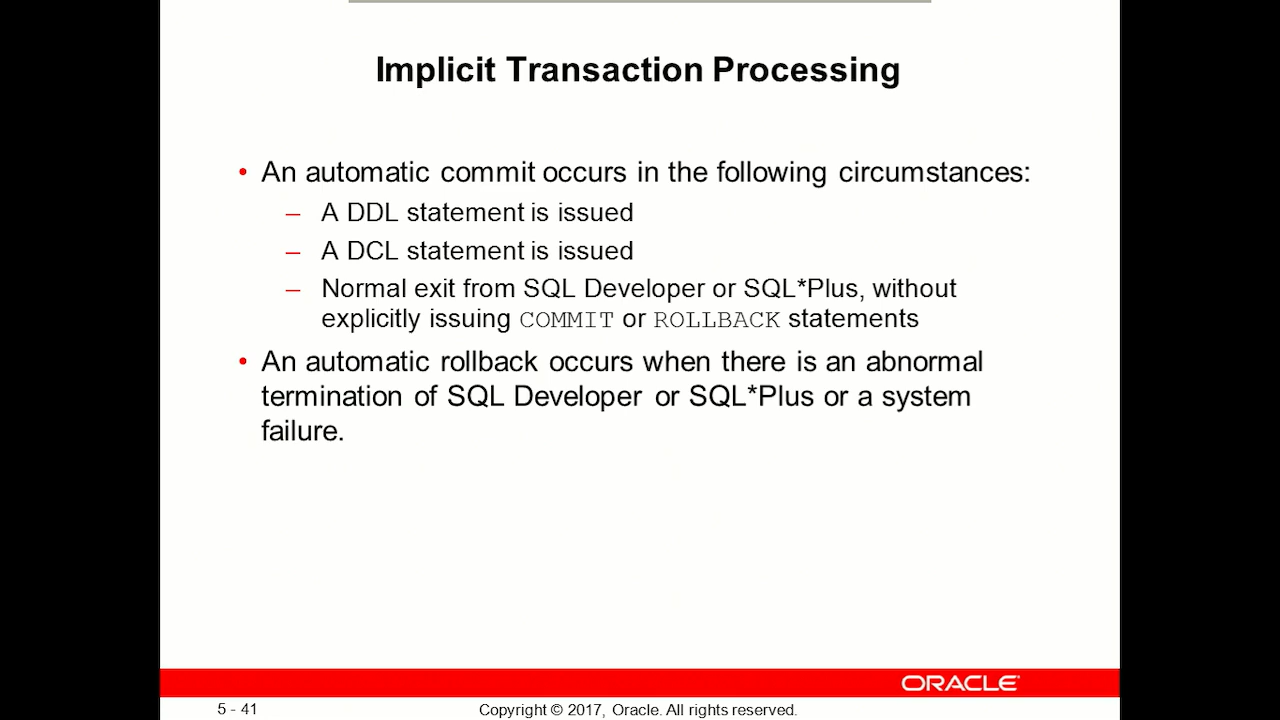 Implicit Transaction Processing
• An automatic commit occurs in the following circumstances:
– A DDL statement is issued
– A DCL statement is issued
– Normal exit from SQL Developer or SQL*Plus, without
explicitly issuing COMMIT or ROLLBACK statements
• An automatic rollback occurs when there is an abnormal
termination of SQL Developer or SQL*Plus or a system
failure.
ORACLE
5 - 41
Copyright © 2017, Oracle. All rights reserved.